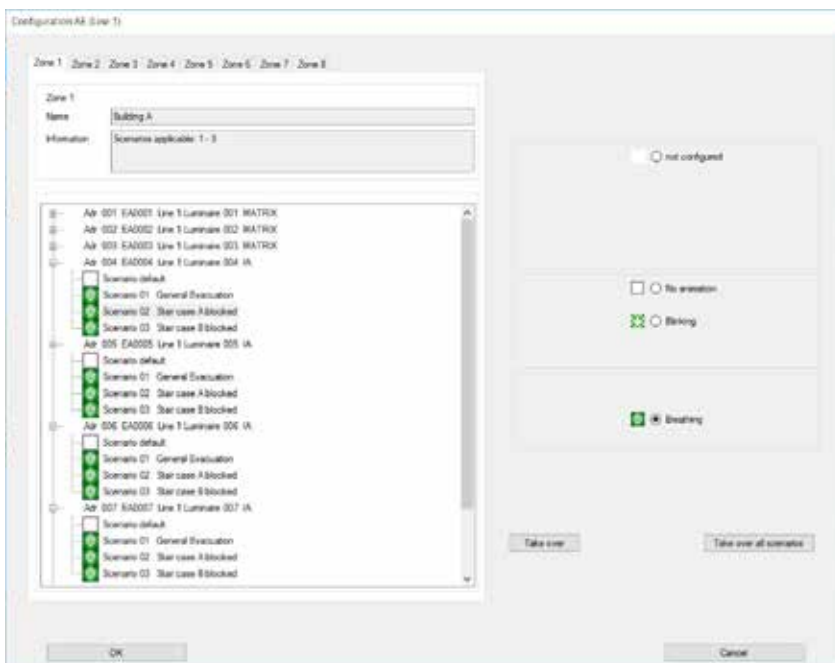 Configuration AE (Line 1)
Zone 1 Zone 2 Zone 3 Zone 4 Zone 5 Zone 6 Zone 7 Zone 8
Zone 1
Name Building A
Information Scenarios applicable: 1 - 3
not configured
Adr 001 EA0001 Line 1 Luminaire 001 MATRIX
Adr 002 EA0002 Line 1 Luminaire 002 MATRIX
Adr 003 EA0003 Line 1 Luminaire 003 MATRIX
Adr 004 EA0004 Line 1 Luminaire 004 IA
Scenario default
Scenario 01 General Evacuation
Scenario 02 Stair case A blocked
Scenario 03 Stair case B blocked
No animation
Blinking
Adr 005 EA0005 Line 1 Luminaire 005 IA
Scenario default
Scenario 01 General Evacuation
Scenario 02 Stair case A blocked
Scenario 03 Stair case B blocked
Breathing
Adr 006 EA0006 Line 1 Luminaire 006 IA
Scenario default
Scenario 01 General Evacuation
Scenario 02 Stair case A blocked
Scenario 03 Stair case B blocked
Adr 007 EA0007 Line 1 Luminaire 007 IA
Scenario default
Scenario 01 General Evacuation
Scenario 02 Stair case A blocked
Scenario 03 Stair case B blocked
Take over Take over all scenarios
OK Cancel